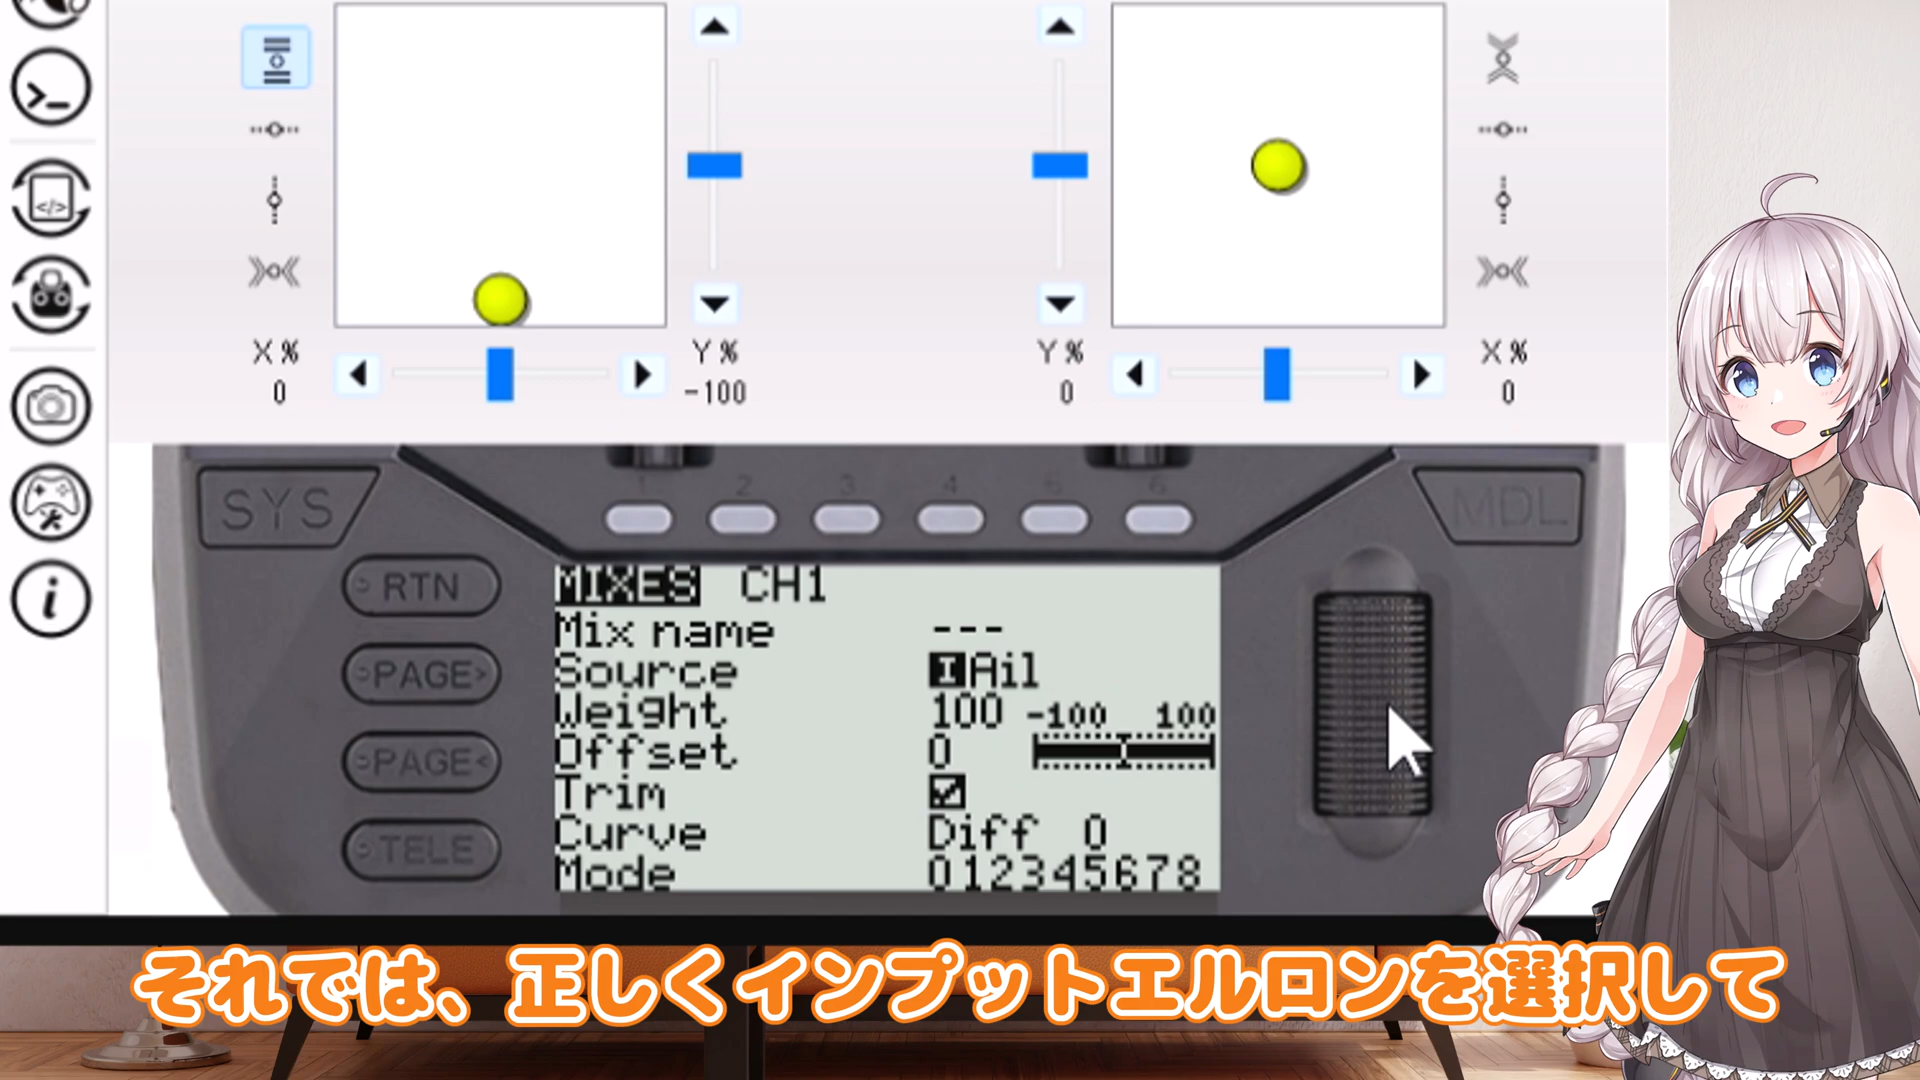 X %
0
Y %
-100
Y %
0
X %
0
SYS
MDL
1 2 3 4 5 6
RTN
PAGE>
PAGE<
TELE
MIXES CH1
Mix name ---
Source IAil
Weight 100 -100 100
Offset 0
Trim
Curve Diff 0
Mode 012345678
それでは、正しくインプットエルロンを選択して